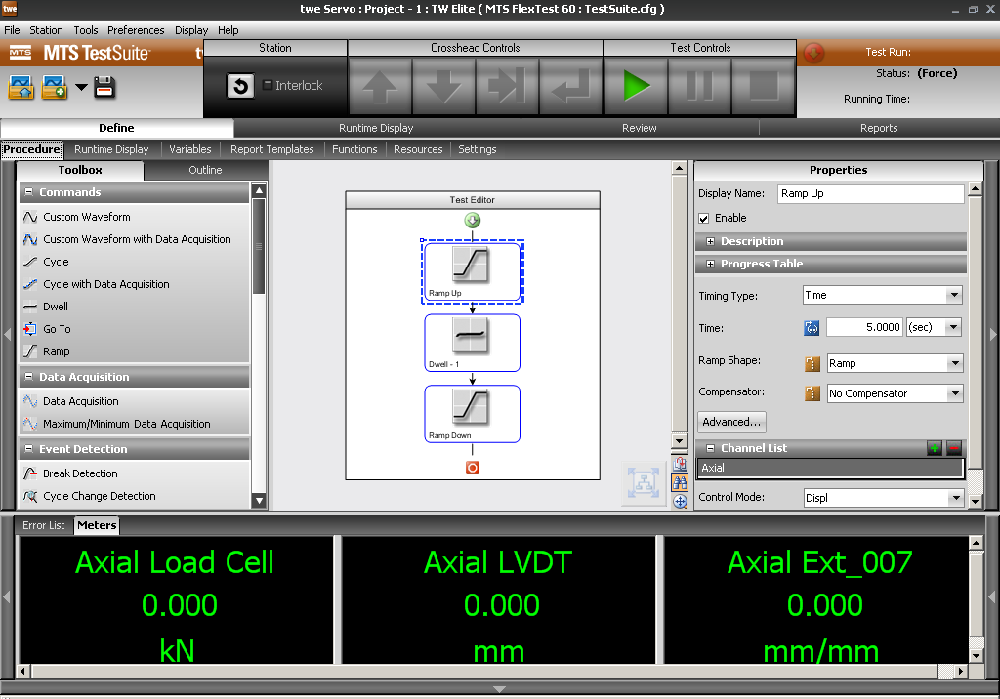 twe
twe Servo : Project - 1 : TW Elite ( MTS FlexTest 60 : TestSuite.cfg )
File Station Tools Preferences Display Help
MTS MTS TestSuite
Station
Interlock
Crosshead Controls
Test Controls
Test Run:
Status: (Force)
Running Time:
Define Runtime Display Review Reports
Procedure Runtime Display Variables Report Templates Functions Resources Settings
Toolbox Outline
Commands
Custom Waveform
Custom Waveform with Data Acquisition
Cycle
Cycle with Data Acquisition
Dwell
Go To
Ramp
Data Acquisition
Data Acquisition
Maximum/Minimum Data Acquisition
Event Detection
Break Detection
Cycle Change Detection
Test Editor
Ramp Up
Dwell - 1
Ramp Down
Properties
Display Name: Ramp Up
Enable
Description
Progress Table
Timing Type: Time
Time: 5.0000 (sec)
Ramp Shape: Ramp
Compensator: No Compensator
Advanced...
Channel List
Axial
Control Mode: Displ
Error List Meters
Axial Load Cell
0.000
kN
Axial LVDT
0.000
mm
Axial Ext_007
0.000
mm/mm